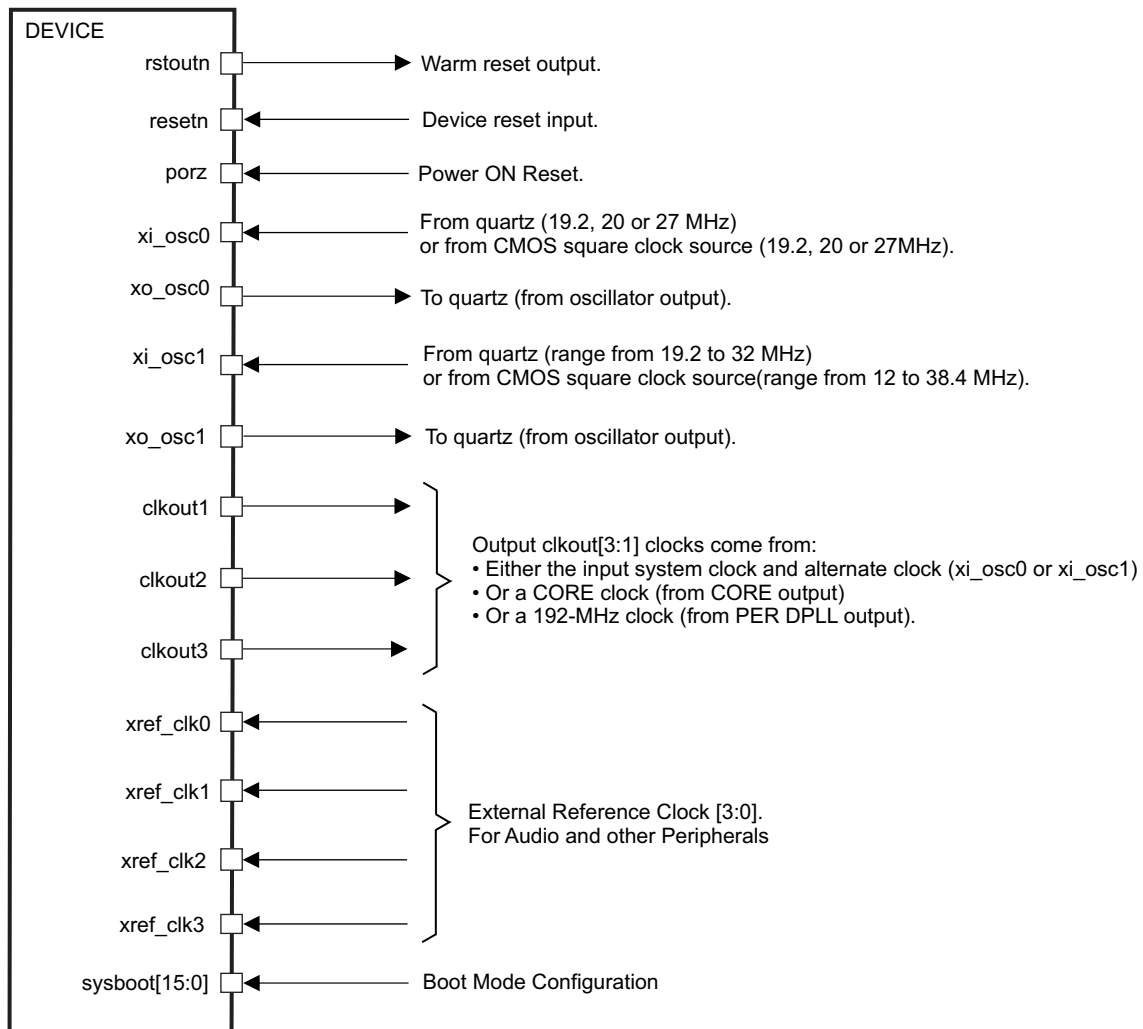 DEVICE
rstoutn
Warm reset output.
resetn
Device reset input.
porz
Power ON Reset.
xi_osc0
From quartz (19.2, 20 or 27 MHz)
or from CMOS square clock source (19.2, 20 or 27MHz).
xo_osc0
To quartz (from oscillator output).
xi_osc1
From quartz (range from 19.2 to 32 MHz)
or from CMOS square clock source(range from 12 to 38.4 MHz).
xo_osc1
To quartz (from oscillator output).
clkout1
clkout2
clkout3
Output clkout[3:1] clocks come from:
• Either the input system clock and alternate clock (xi_osc0 or xi_osc1)
• Or a CORE clock (from CORE output)
• Or a 192-MHz clock (from PER DPLL output).
xref_clk0
xref_clk1
xref_clk2
xref_clk3
External Reference Clock [3:0].
For Audio and other Peripherals
sysboot[15:0]
Boot Mode Configuration